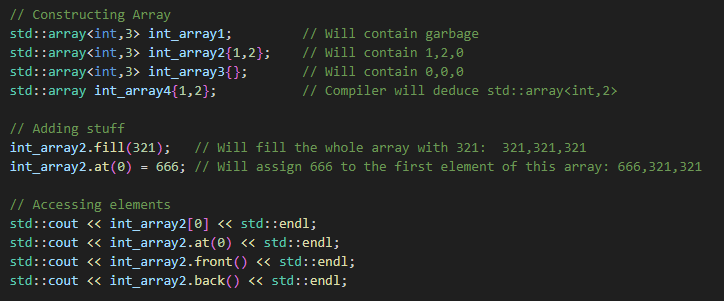 // Constructing Array
std::array<int,3> int_array1;         // Will contain garbage
std::array<int,3> int_array2{1,2};    // Will contain 1,2,0
std::array<int,3> int_array3{};       // Will contain 0,0,0
std::array int_array4{1,2};           // Compiler will deduce std::array<int,2>
// Adding stuff
int_array2.fill(321);   // Will fill the whole array with 321:  321,321,321
int_array2.at(0) = 666; // Will assign 666 to the first element of this array: 666,321,321
// Accessing elements
std::cout << int_array2[0] << std::endl;
std::cout << int_array2.at(0) << std::endl;
std::cout << int_array2.front() << std::endl;
std::cout << int_array2.back() << std::endl;